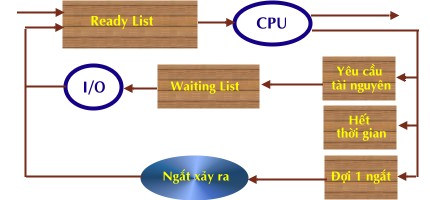 Ready List
CPU
I/O
Waiting List
Yêu cầu
tài nguyên
Hết
thời gian
Ngắt xảy ra
Đợi 1 ngắt